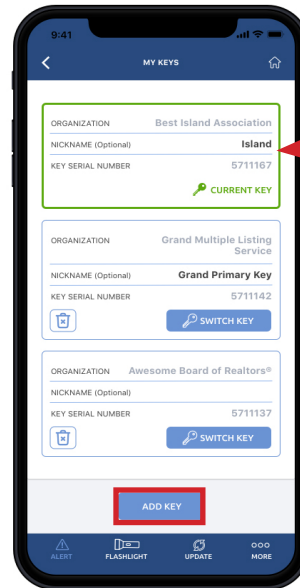 9:41
MY KEYS
ORGANIZATION Best Island Association
NICKNAME (Optional) Island
KEY SERIAL NUMBER 5711167
CURRENT KEY
ORGANIZATION Grand Multiple Listing
Service
NICKNAME (Optional) Grand Primary Key
KEY SERIAL NUMBER 5711142
SWITCH KEY
ORGANIZATION Awesome Board of Realtors®
NICKNAME (Optional)
KEY SERIAL NUMBER 5711137
SWITCH KEY
ADD KEY
ALERT FLASHLIGHT UPDATE MORE